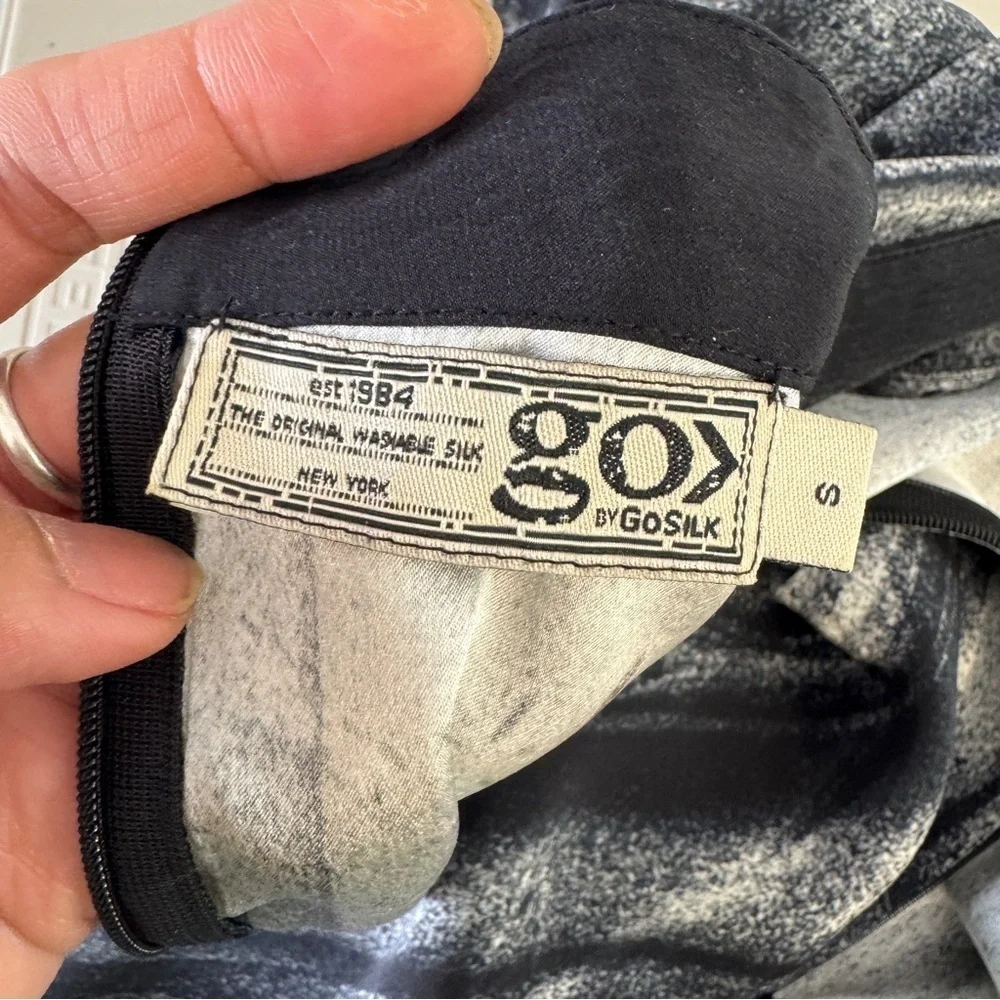 est 1984
THE ORIGINAL WASHABLE SILK
NEW YORK
go>
BY GOSILK
S